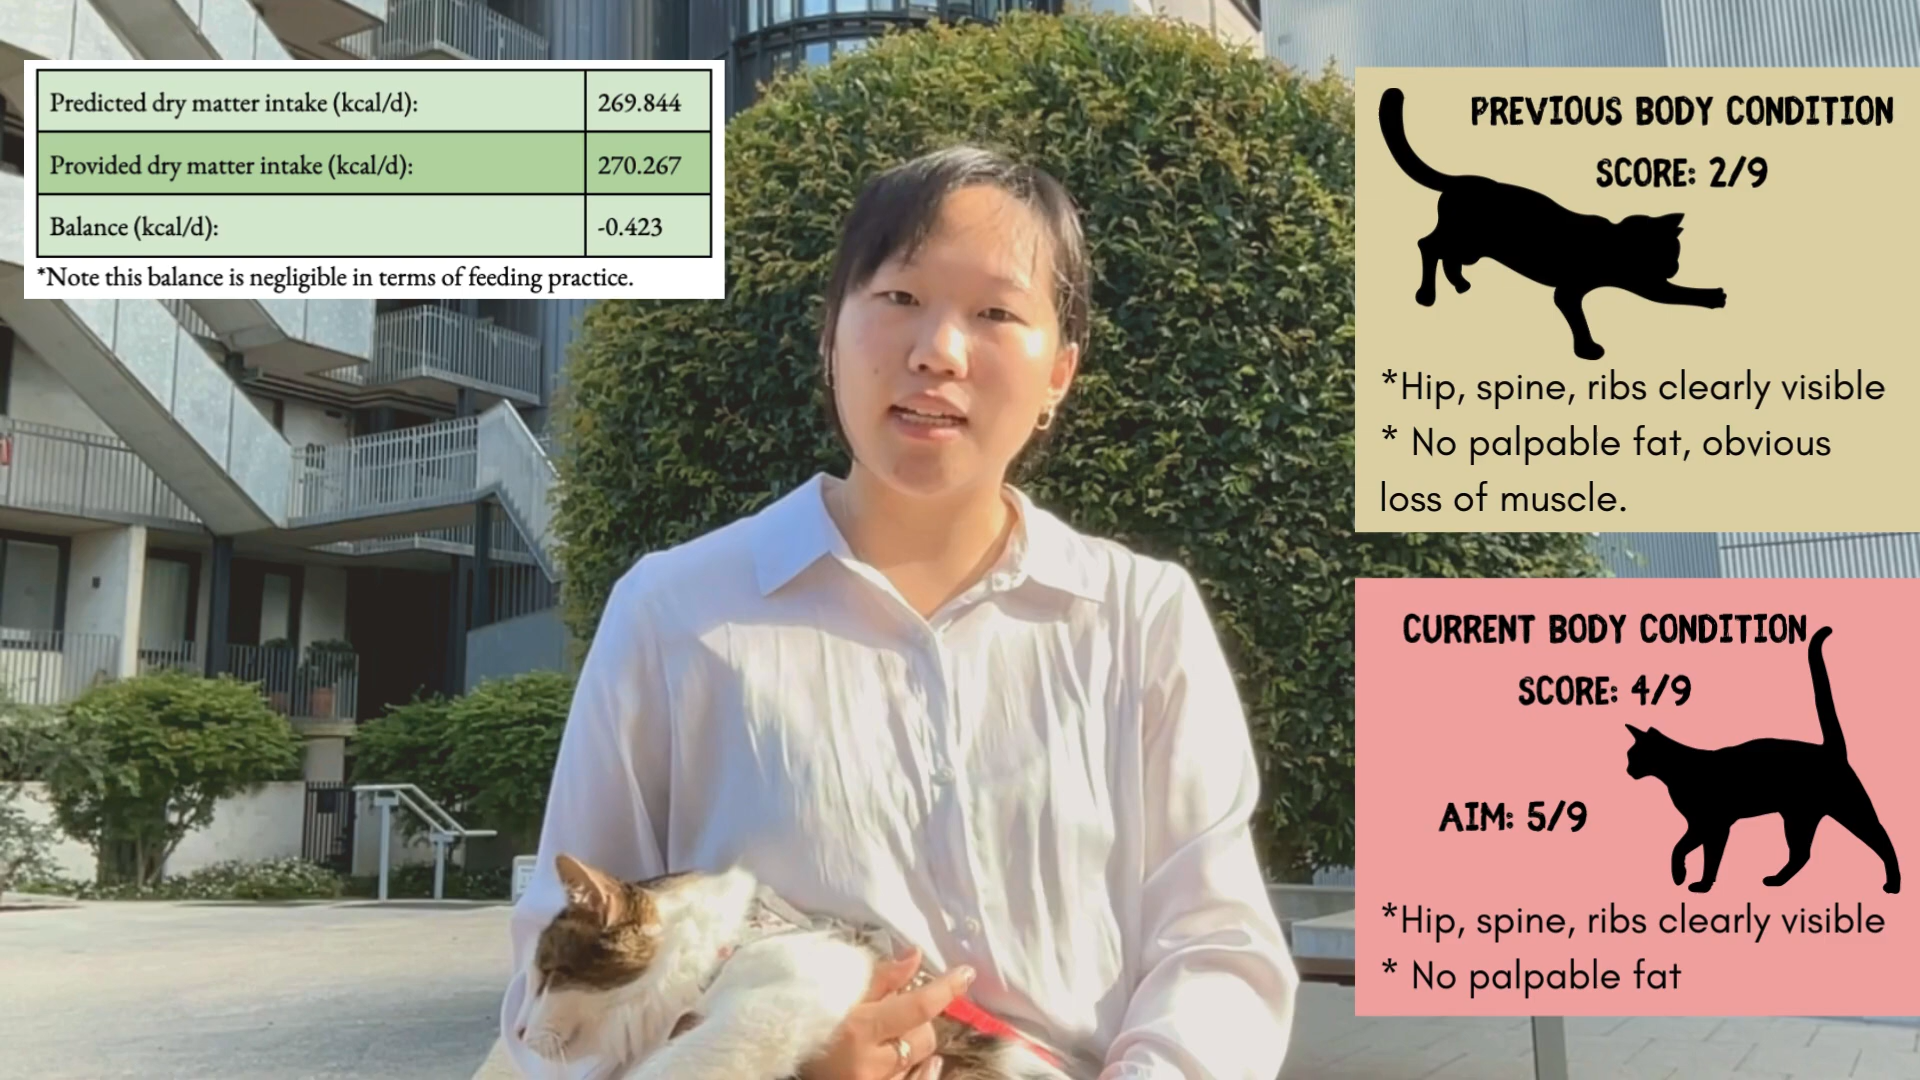 Predicted dry matter intake (kcal/d): 269.844
Provided dry matter intake (kcal/d): 270.267
Balance (kcal/d): -0.423
*Note this balance is negligible in terms of feeding practice.
PREVIOUS BODY CONDITION
SCORE: 2/9
*Hip, spine, ribs clearly visible
* No palpable fat, obvious
loss of muscle.
CURRENT BODY CONDITION
SCORE: 4/9
AIM: 5/9
*Hip, spine, ribs clearly visible
* No palpable fat